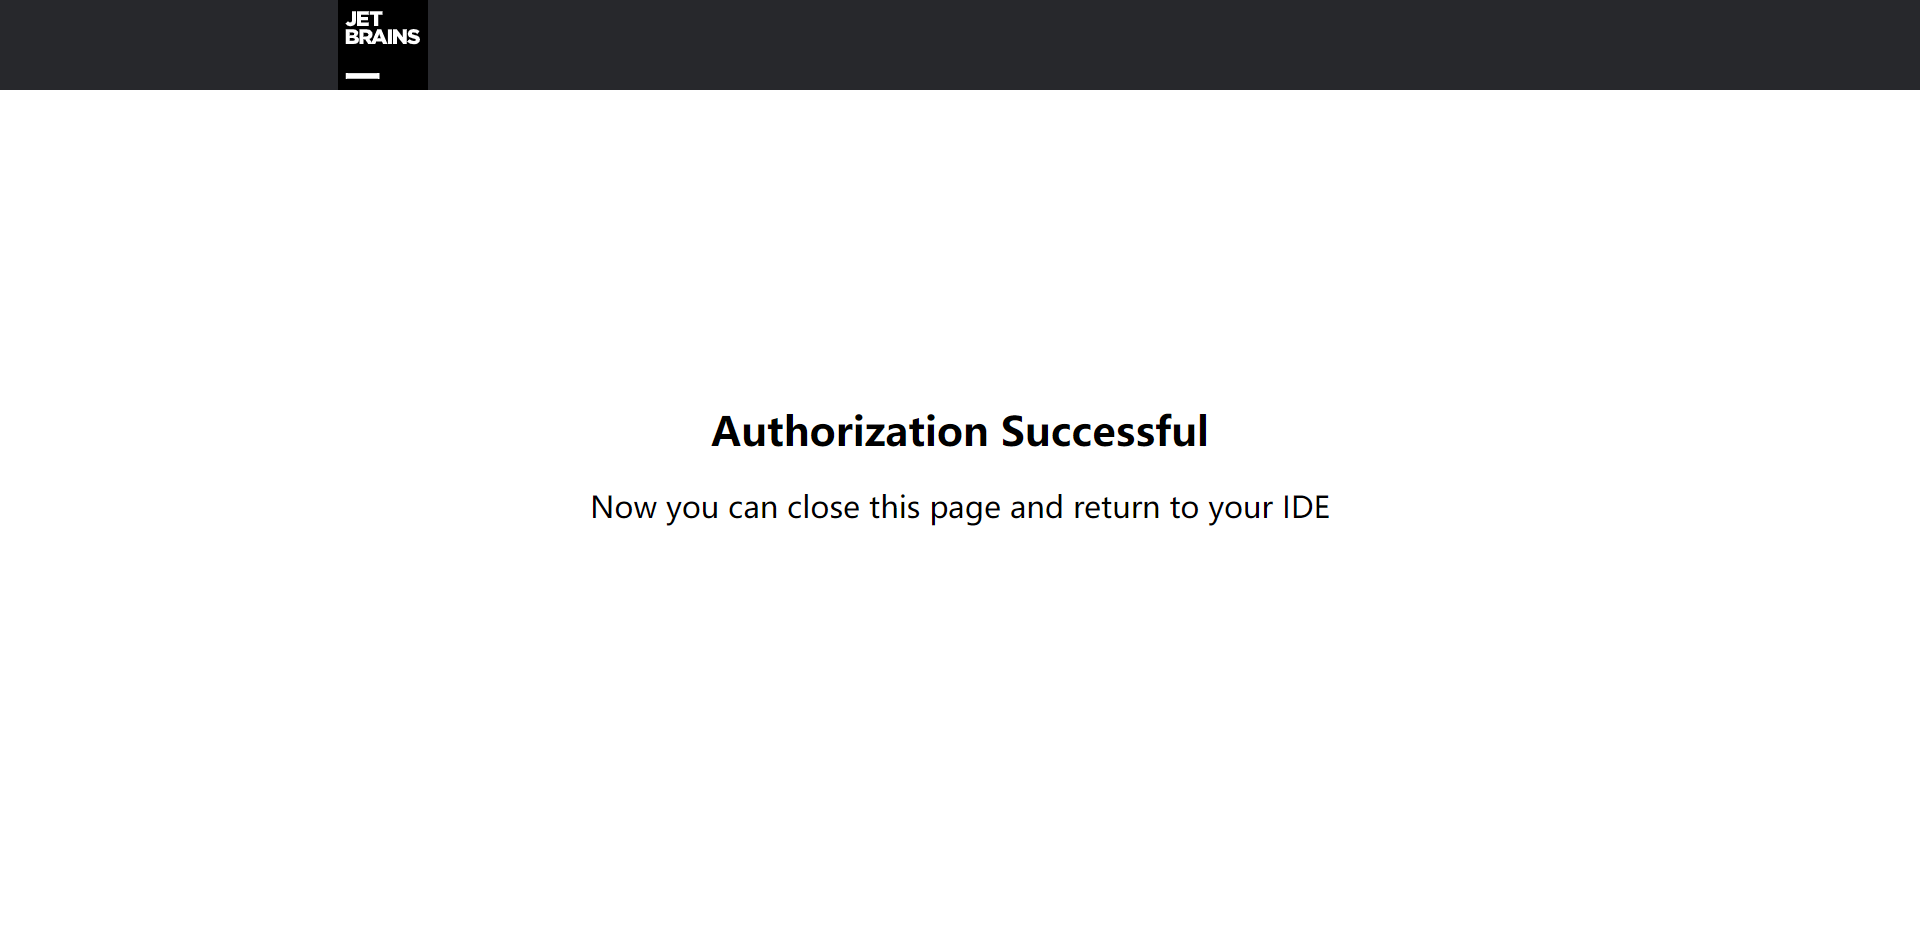 JET
BRAINS
Authorization Successful
Now you can close this page and return to your IDE